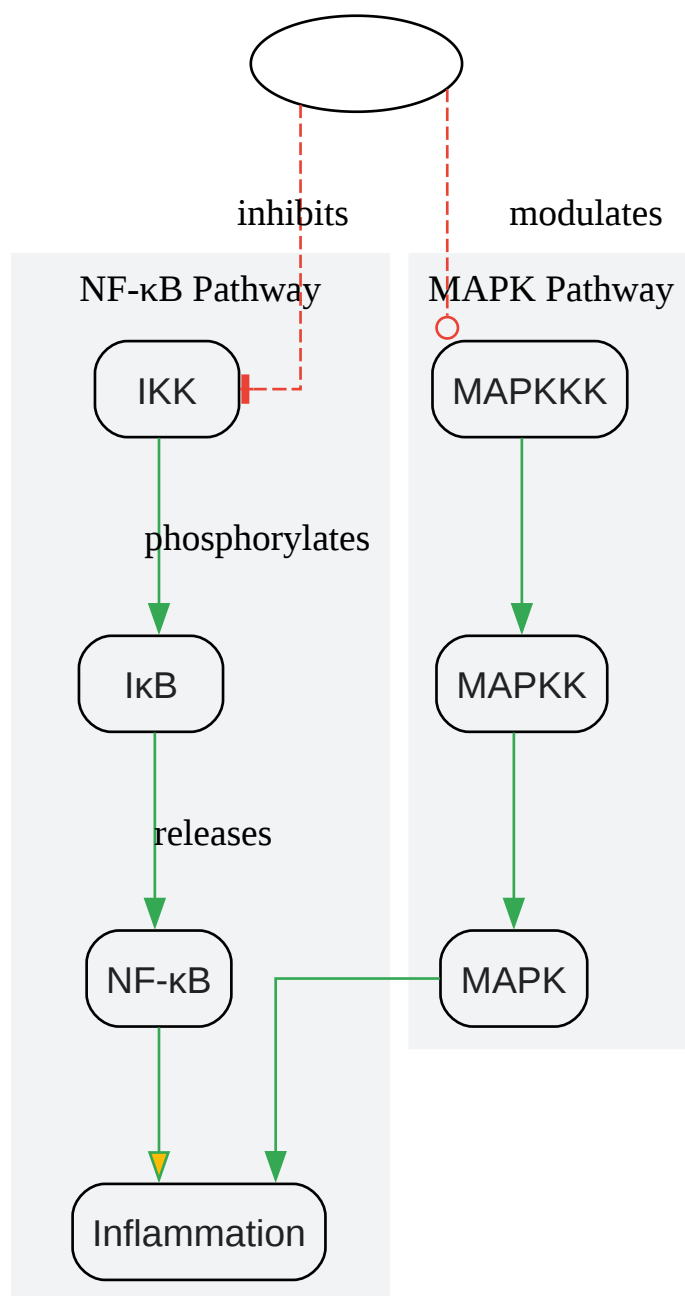 inhibits
modulates
NF-κB Pathway
MAPK Pathway
IKK
MAPKKK
phosphorylates
IκB
MAPKK
releases
NF-κB
MAPK
Inflammation